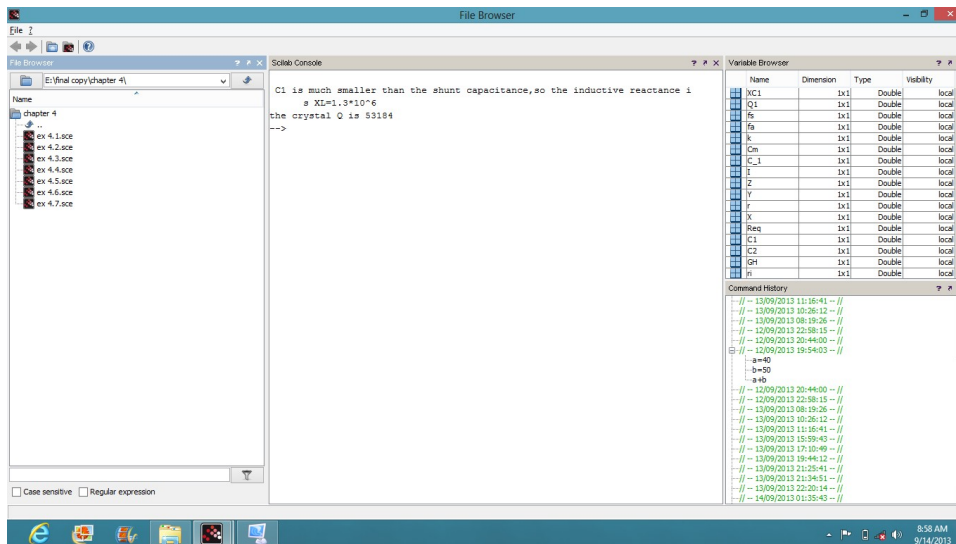 File Browser
File ?
File Browser
E:\final copy\chapter 4\
Name
chapter 4
..
ex 4.1.sce
ex 4.2.sce
ex 4.3.sce
ex 4.4.sce
ex 4.5.sce
ex 4.6.sce
ex 4.7.sce
Case sensitive Regular expression
Scilab Console
C1 is much smaller than the shunt capacitance,so the inductive reactance i
s XL=1.3*10^6
the crystal Q is 53184
-->
Variable Browser
Name Dimension Type Visibility
XC1 1x1 Double local
Q1 1x1 Double local
fs 1x1 Double local
fa 1x1 Double local
k 1x1 Double local
Cm 1x1 Double local
C_1 1x1 Double local
I 1x1 Double local
Z 1x1 Double local
Y 1x1 Double local
r 1x1 Double local
X 1x1 Double local
Req 1x1 Double local
C1 1x1 Double local
C2 1x1 Double local
GH 1x1 Double local
ri 1x1 Double local
Command History
// -- 13/09/2013 11:16:41 -- //
// -- 13/09/2013 10:26:12 -- //
// -- 13/09/2013 08:19:26 -- //
// -- 12/09/2013 22:58:15 -- //
// -- 12/09/2013 20:44:00 -- //
// -- 12/09/2013 19:54:03 -- //
a=40
b=50
a+b
// -- 12/09/2013 20:44:00 -- //
// -- 12/09/2013 22:58:15 -- //
// -- 13/09/2013 08:19:26 -- //
// -- 13/09/2013 10:26:12 -- //
// -- 13/09/2013 11:16:41 -- //
// -- 13/09/2013 15:59:43 -- //
// -- 13/09/2013 17:10:49 -- //
// -- 13/09/2013 19:44:12 -- //
// -- 13/09/2013 21:25:41 -- //
// -- 13/09/2013 21:34:51 -- //
// -- 13/09/2013 22:20:14 -- //
// -- 14/09/2013 01:35:43 -- //
8:58 AM
9/14/2013